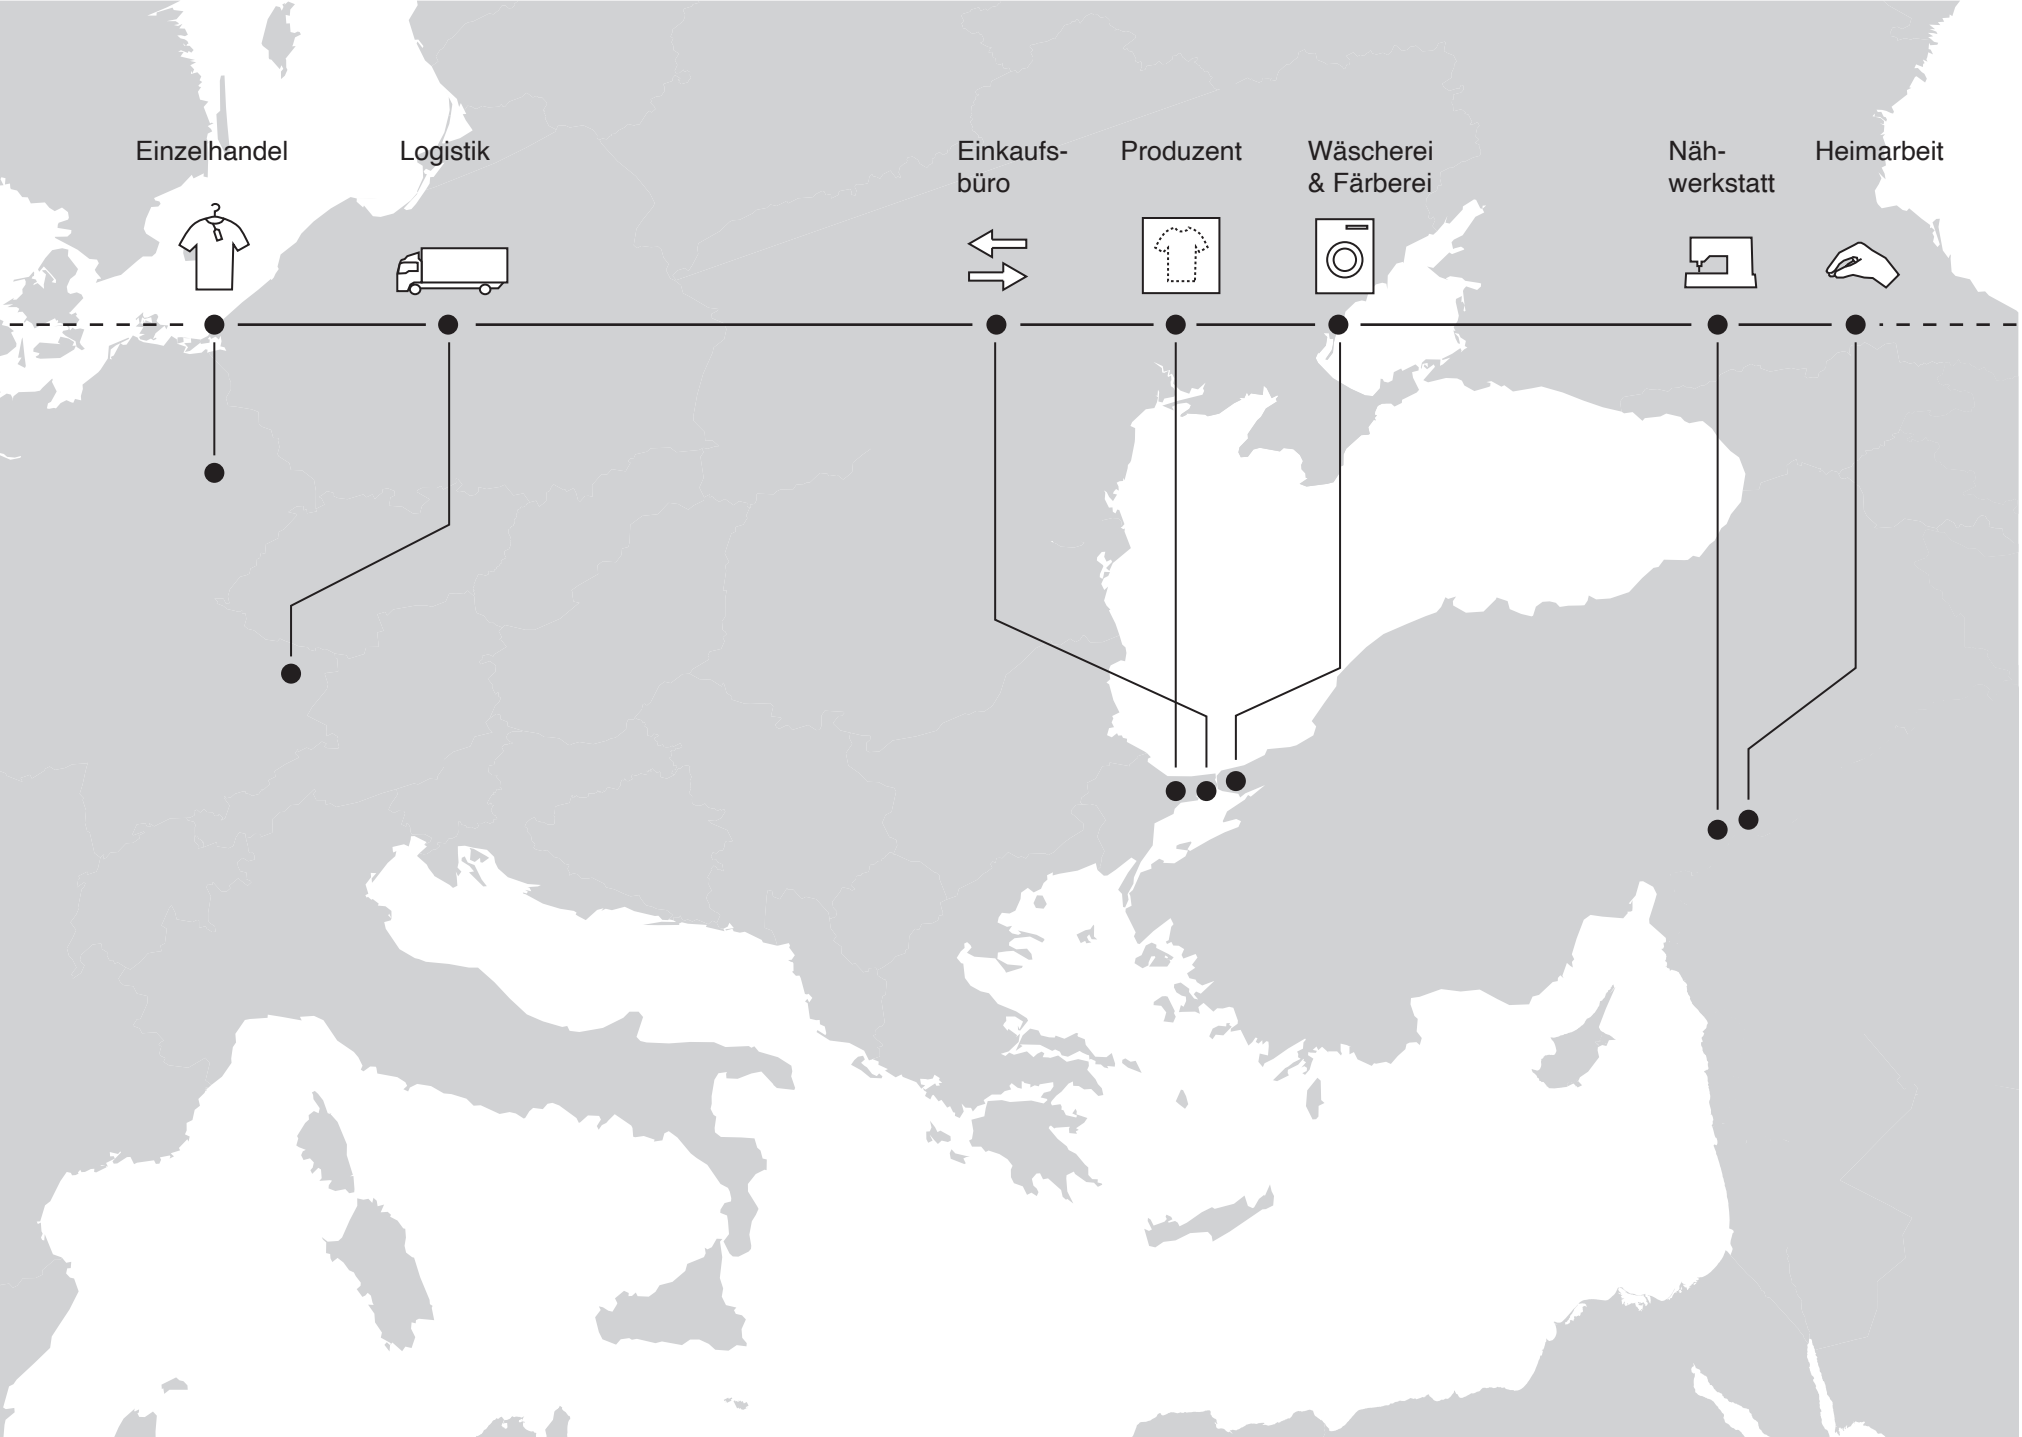 Einzelhandel
Logistik
Einkaufs-
büro
Produzent
Wäscherei
& Färberei
Näh-
werkstatt
Heimarbeit